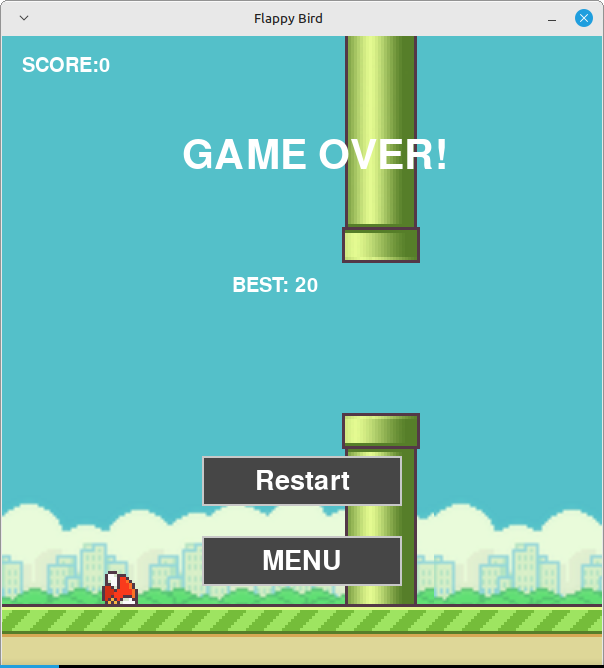 Flappy Bird
SCORE:0
GAME OVER!
BEST: 20
Restart
MENU